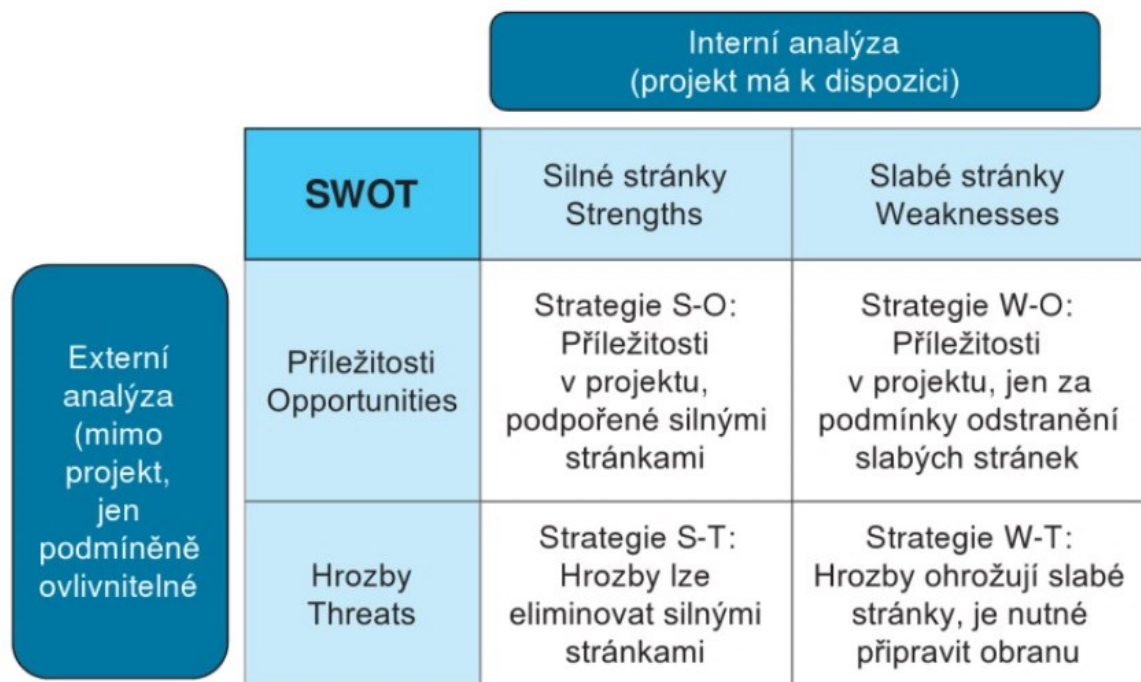 Interní analýza
(projekt má k dispozici)
SWOT
Silné stránky
Strengths
Slabé stránky
Weaknesses
Externí
analýza
(mimo
projekt,
jen
podmíněně
ovlivnitelné
Příležitosti
Opportunities
Strategie S-O:
Příležitosti
v projektu,
podpořené silnými
stránkami
Strategie W-O:
Příležitosti
v projektu, jen za
podmínky odstranění
slabých stránek
Hrozby
Threats
Strategie S-T:
Hrozby lze
eliminovat silnými
stránkami
Strategie W-T:
Hrozby ohrožují slabé
stránky, je nutné
připravit obranu